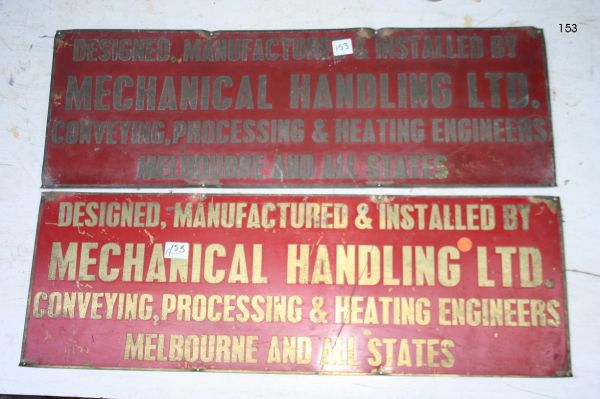 153
DESIGNED, MANUFACTURED & INSTALLED BY
153
MECHANICAL HANDLING LTD.
CONVEYING, PROCESSING & HEATING ENGINEERS
MELBOURNE AND ALL STATES
DESIGNED, MANUFACTURED & INSTALLED BY
153
MECHANICAL HANDLING LTD.
CONVEYING, PROCESSING & HEATING ENGINEERS
MELBOURNE AND ALL STATES